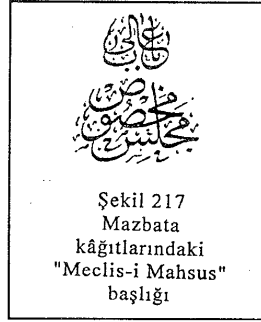 باب عالی
مجلس مخصوص
Şekil 217
Mazbata
kâğıtlarındaki
"Meclis-i Mahsus"
başlığı